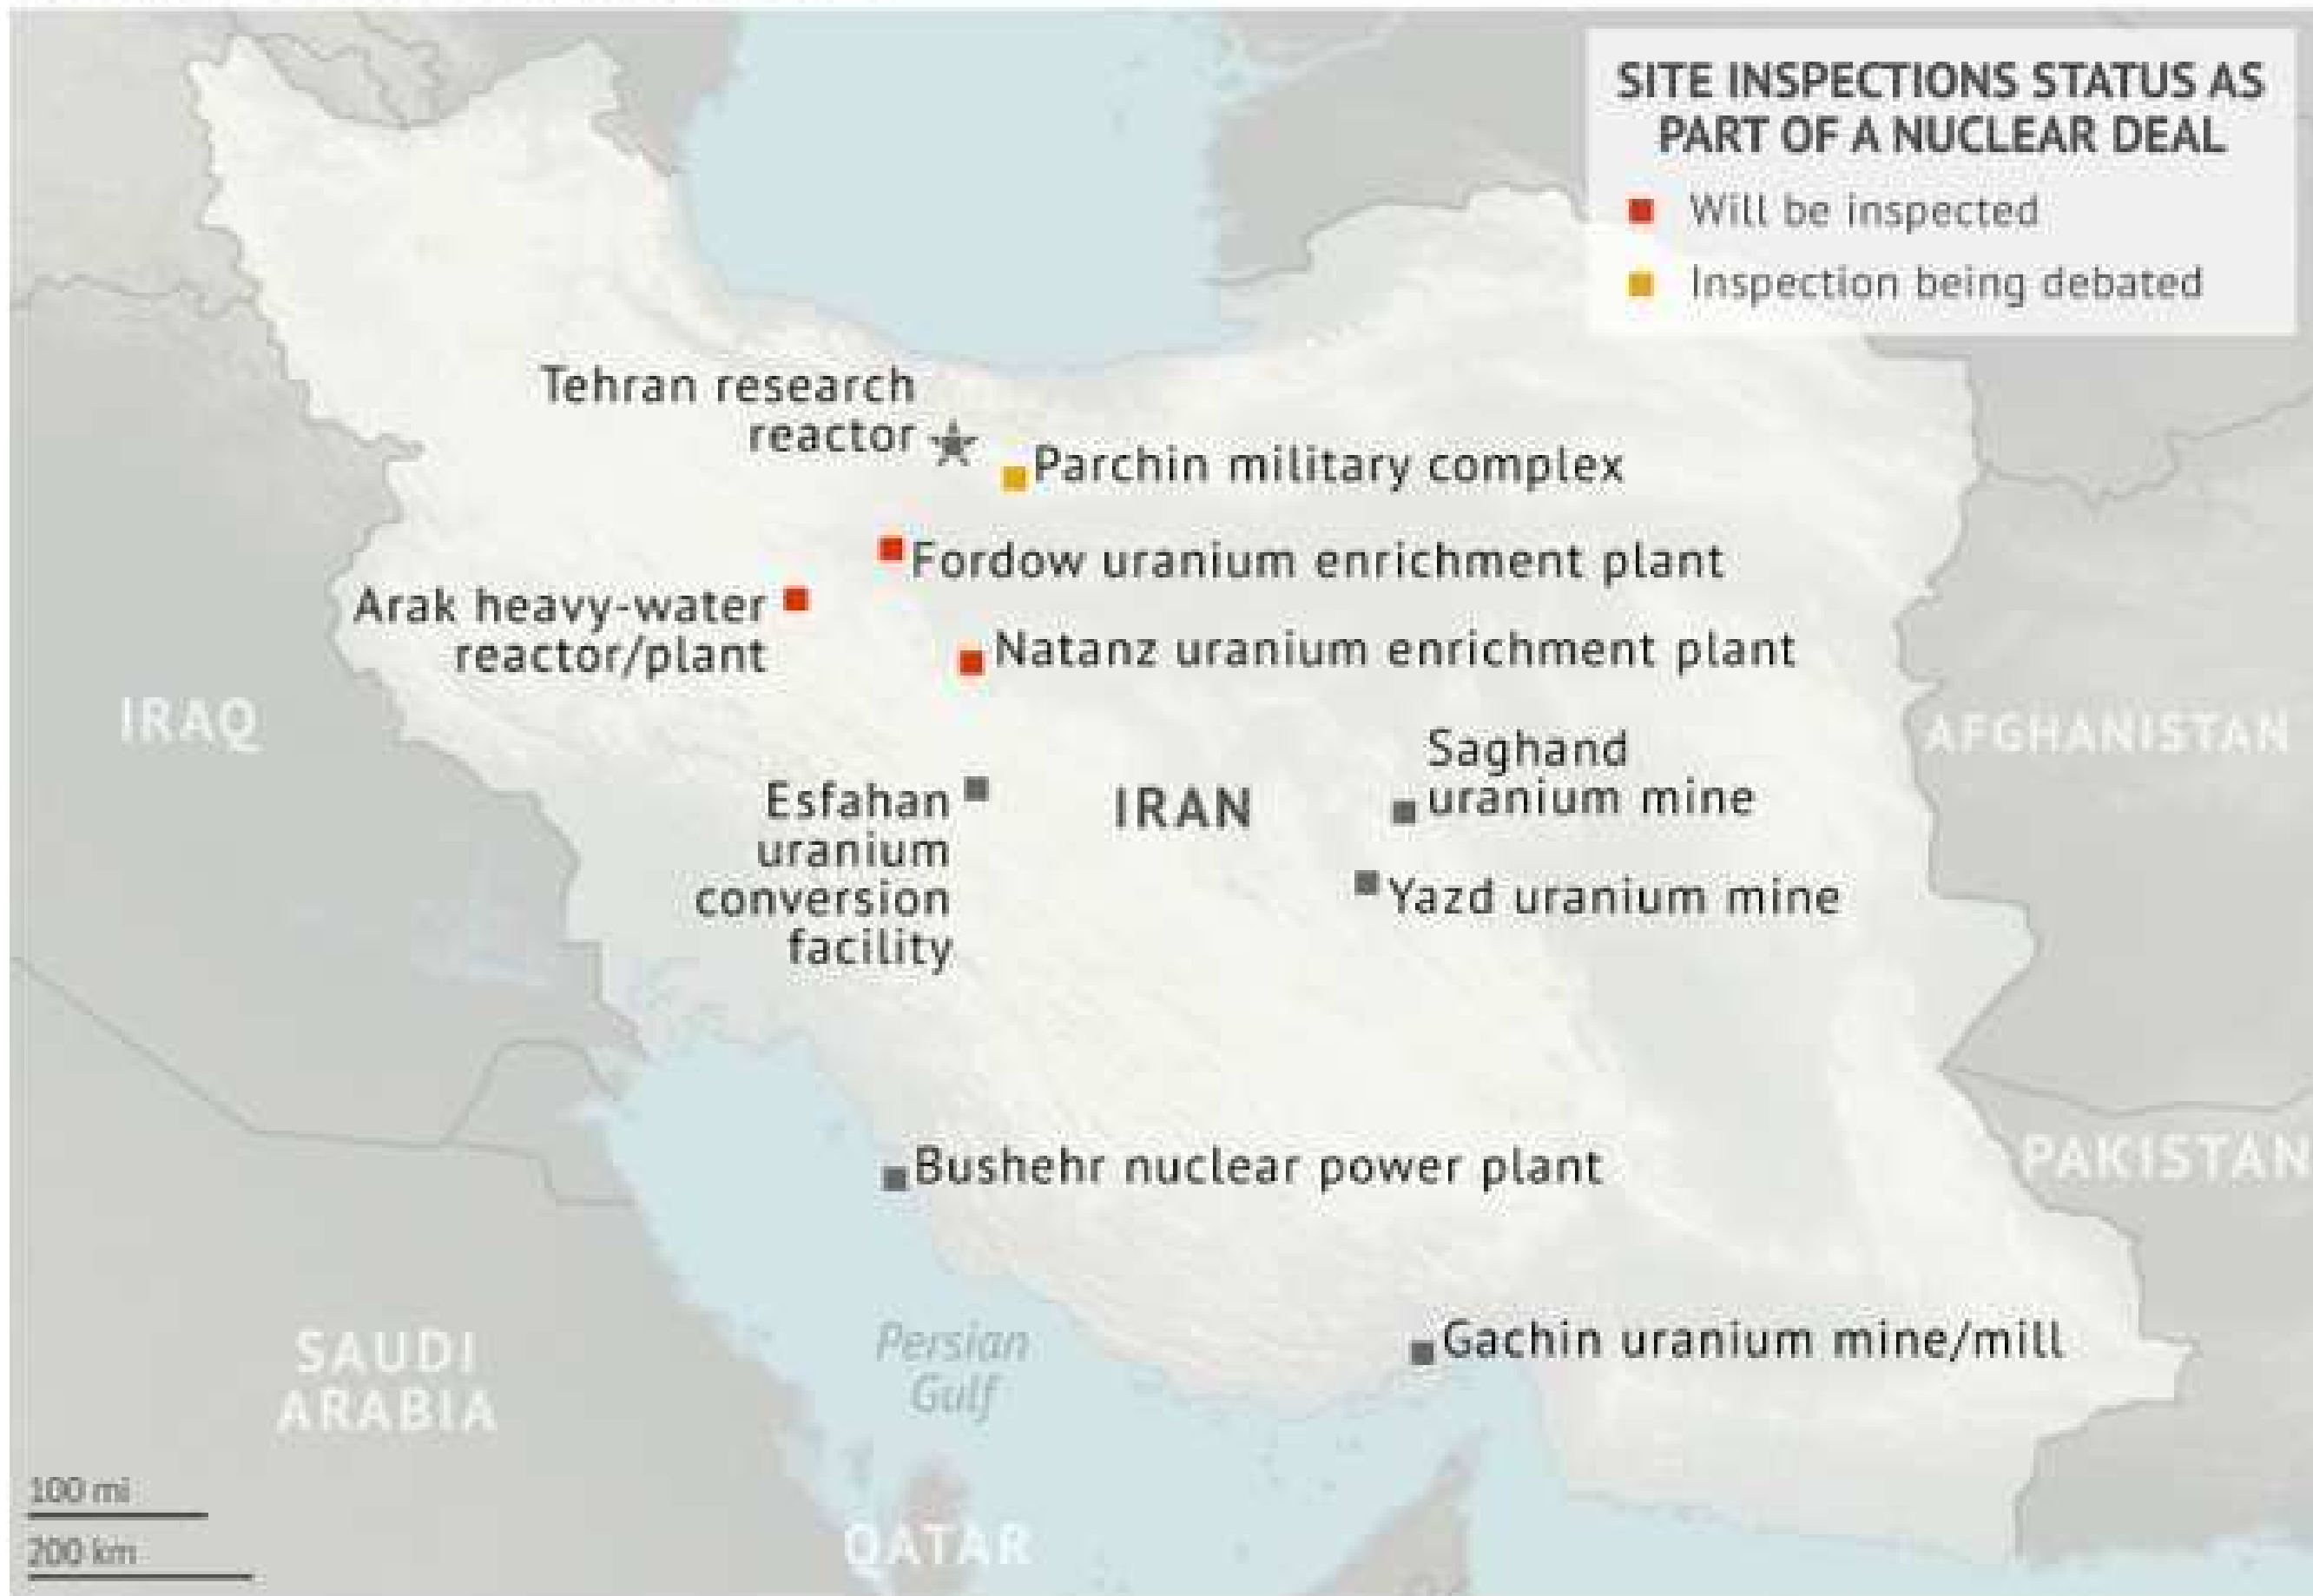 SITE INSPECTIONS STATUS AS
PART OF A NUCLEAR DEAL
Will be inspected
Inspection being debated
Tehran research
reactor
Parchin military complex
Fordow uranium enrichment plant
Arak heavy-water
reactor/plant
Natanz uranium enrichment plant
IRAQ
AFGHANISTAN
Saghand
uranium mine
Esfahan
uranium
conversion
facility
IRAN
Yazd uranium mine
Bushehr nuclear power plant
PAKISTAN
Persian
Gulf
Gachin uranium mine/mill
SAUDI
ARABIA
100 mi
200 km
QATAR